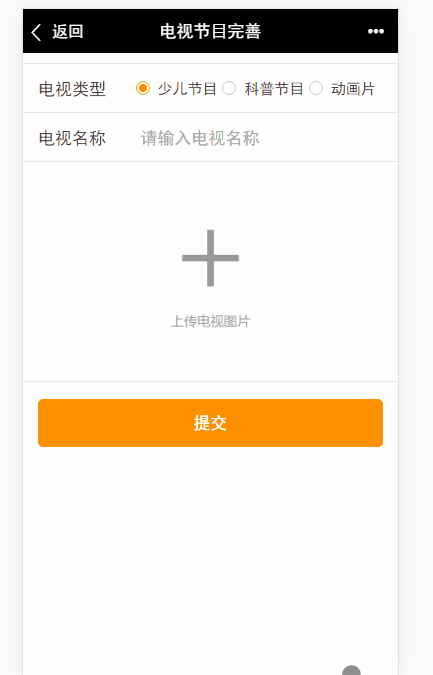 返回 电视节目完善 •••
电视类型 少儿节目 科普节目 动画片
电视名称 请输入电视名称
上传电视图片
提交